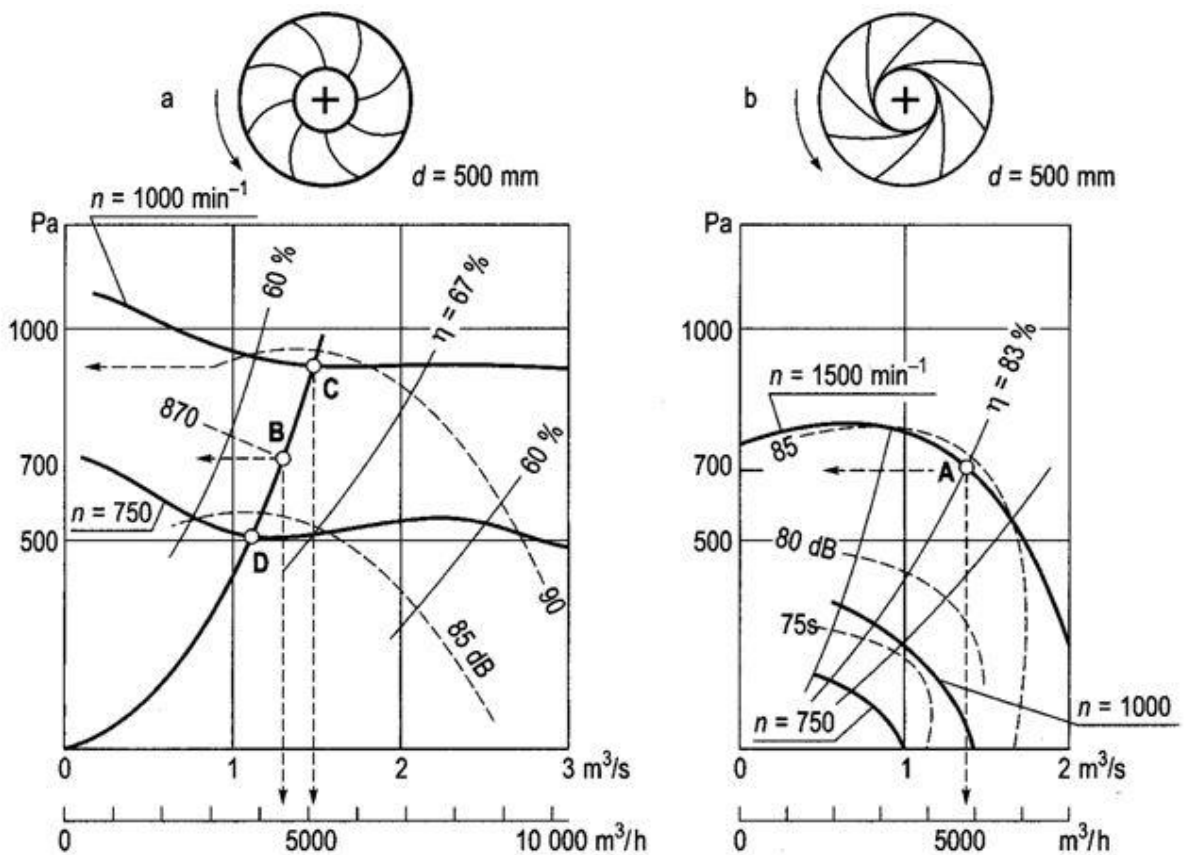 a
d = 500 mm
n = 1000 min⁻¹
Pa
60 %
η = 67 %
1000
C
870
B
700
60 %
n = 750
500
D
90
85 dB
0 1 2 3 m³/s
0 5000 10 000 m³/h
b
d = 500 mm
Pa
1000
η = 83 %
n = 1500 min⁻¹
85
700
A
500
80 dB
75s
n = 750
n = 1000
0 1 2 m³/s
0 5000 m³/h